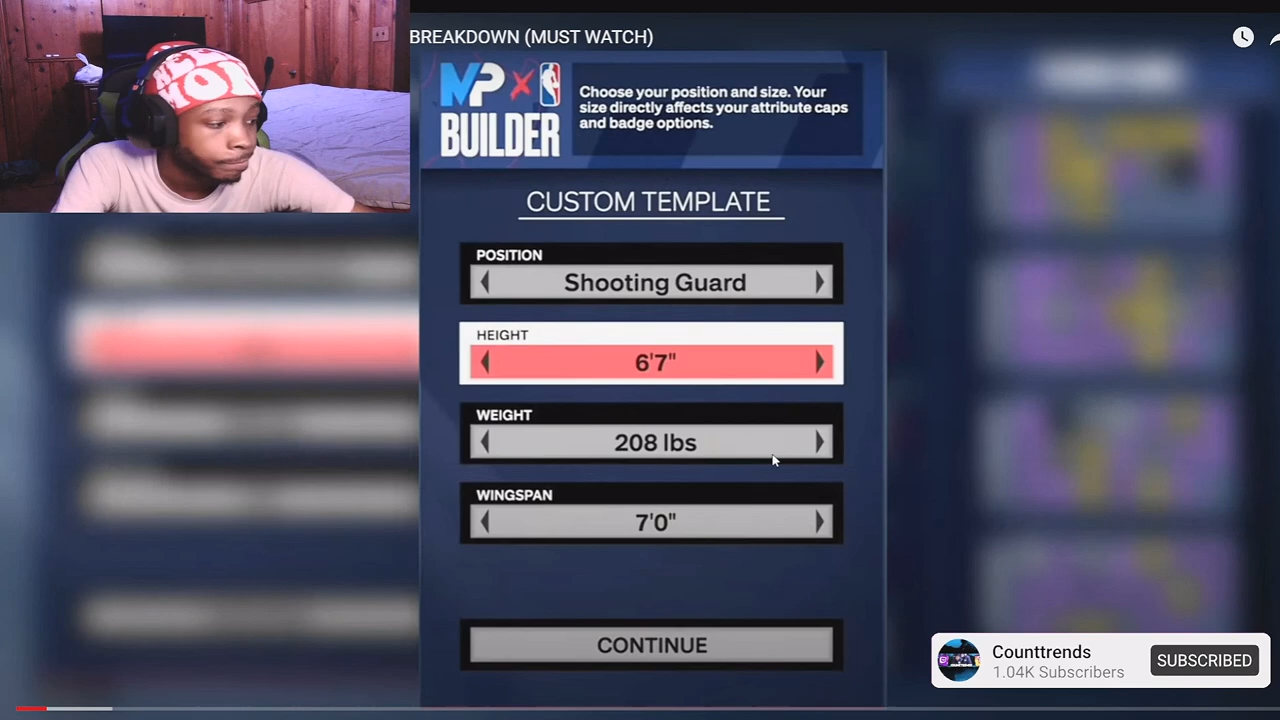 BREAKDOWN (MUST WATCH)
MP X NBA
BUILDER
Choose your position and size. Your
size directly affects your attribute caps
and badge options.
CUSTOM TEMPLATE
POSITION
Shooting Guard
HEIGHT
6'7"
WEIGHT
208 lbs
WINGSPAN
7'0"
CONTINUE
Counttrends
1.04K Subscribers
SUBSCRIBED